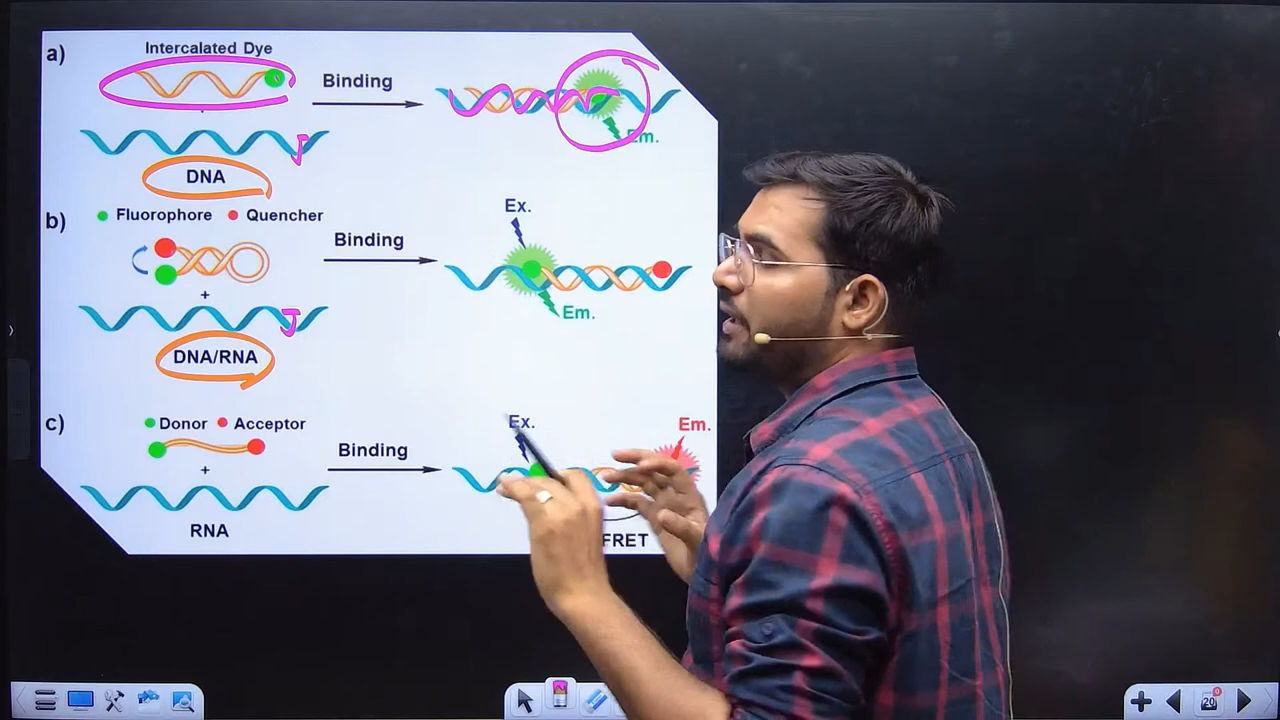 a)
Intercalated Dye
Binding
Em.
DNA
b)
Fluorophore Quencher
Ex.
Binding
+
Em.
DNA/RNA
c)
Donor Acceptor
Ex.
Em.
Binding
+
RNA
FRET
20